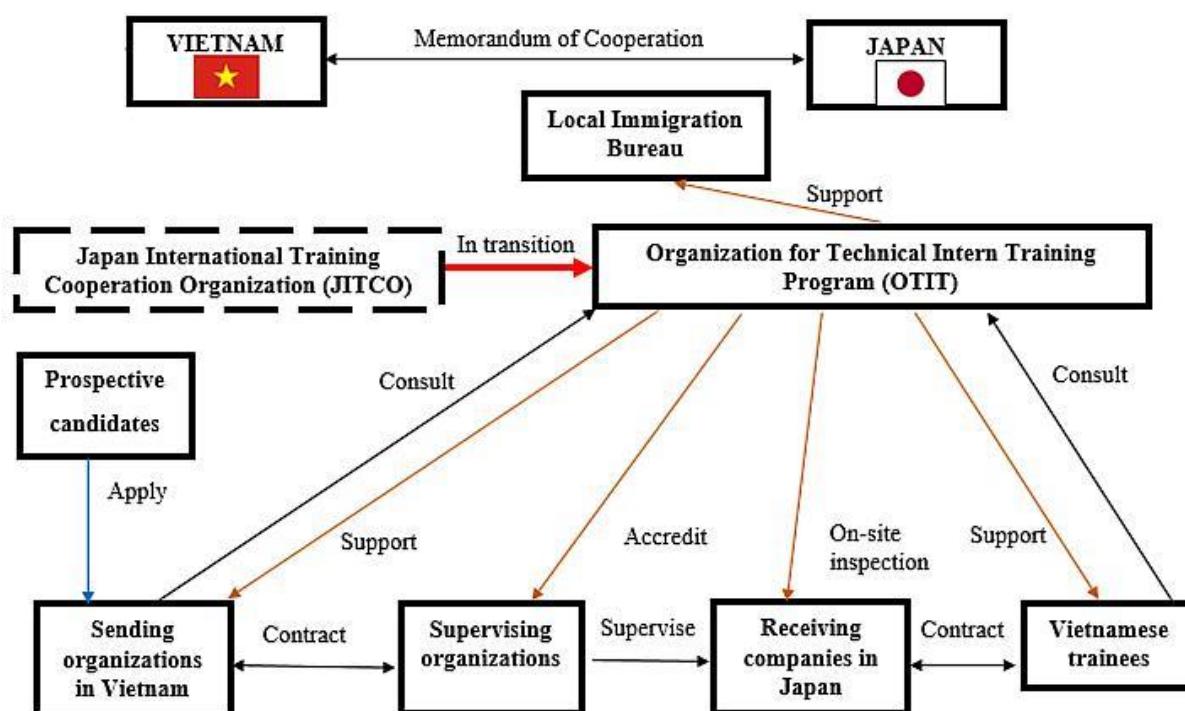 VIETNAM
Memorandum of Cooperation
JAPAN
Local Immigration
Bureau
Support
Japan International Training
Cooperation Organization (JITCO)
In transition
Organization for Technical Intern Training
Program (OTIT)
Prospective
candidates
Consult
Consult
Apply
Support
Accredit
On-site
inspection
Support
Sending
organizations
in Vietnam
Contract
Supervising
organizations
Supervise
Receiving
companies in
Japan
Contract
Vietnamese
trainees